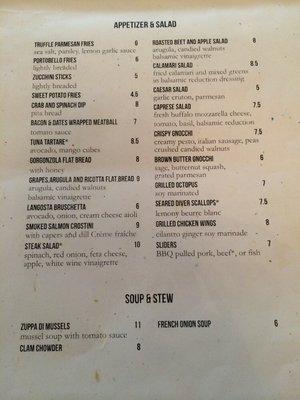 APPETIZER & SALAD
TRUFFLE PARMESAN FRIES
sea salt, parsley, lemon garlic sauce
PORTOBELLO FRIES 6
lightly breaded
ZUCCHINI STICKS 5
lightly breaded
SWEET POTATO FRIES 4.5
CRAB AND SPINACH DIP 8
pita bread
BACON & DATES WRAPPED MEATBALL 7
tomato sauce
TUNA TARTARE* 8.5
avocado, mango cubes
GORGONZOLA FLAT BREAD 8
with honey
GRAPES, ARUGULA AND RICOTTA FLAT BREAD 9
arugula, candied walnuts
balsamic vinaigrette
LANGOSTA BRUSCHETTA 6
avocado, onion, cream cheese aioli
SMOKED SALMON CROSTINI 9
with capers and dill Crème fraîche
STEAK SALAD* 10
spinach, red onion, feta cheese,
apple, white wine vinaigrette
ROASTED BEET AND APPLE SALAD 8
arugula, candied walnuts
balsamic vinaigrette
CALAMARI SALAD 8.5
fried calamari and mixed greens
in balsamic reduction dressing
CAESAR SALAD 5
garlic cruton, parmesan
CAPRESE SALAD 7.5
fresh buffalo mozzarella cheese,
tomato, basil, balsamic reduction
CRISPY GNOCCHI 7.5
creamy pesto, italian sausage, peas
crushed candied walnuts
BROWN BUTTER GNOCCHI 6
sage, butternut squash,
grated parmesan
GRILLED OCTOPUS 7
soy marinade
SEARED DIVER SCALLOPS* 7.5
lemony beurre blanc
GRILLED CHICKEN WINGS 8
cilantro ginger soy marinade
SLIDERS 7
BBQ pulled pork, beef*, or fish
SOUP & STEW
ZUPPA DI MUSSELS 11
mussel soup with tomato sauce
CLAM CHOWDER 8
FRENCH ONION SOUP 6